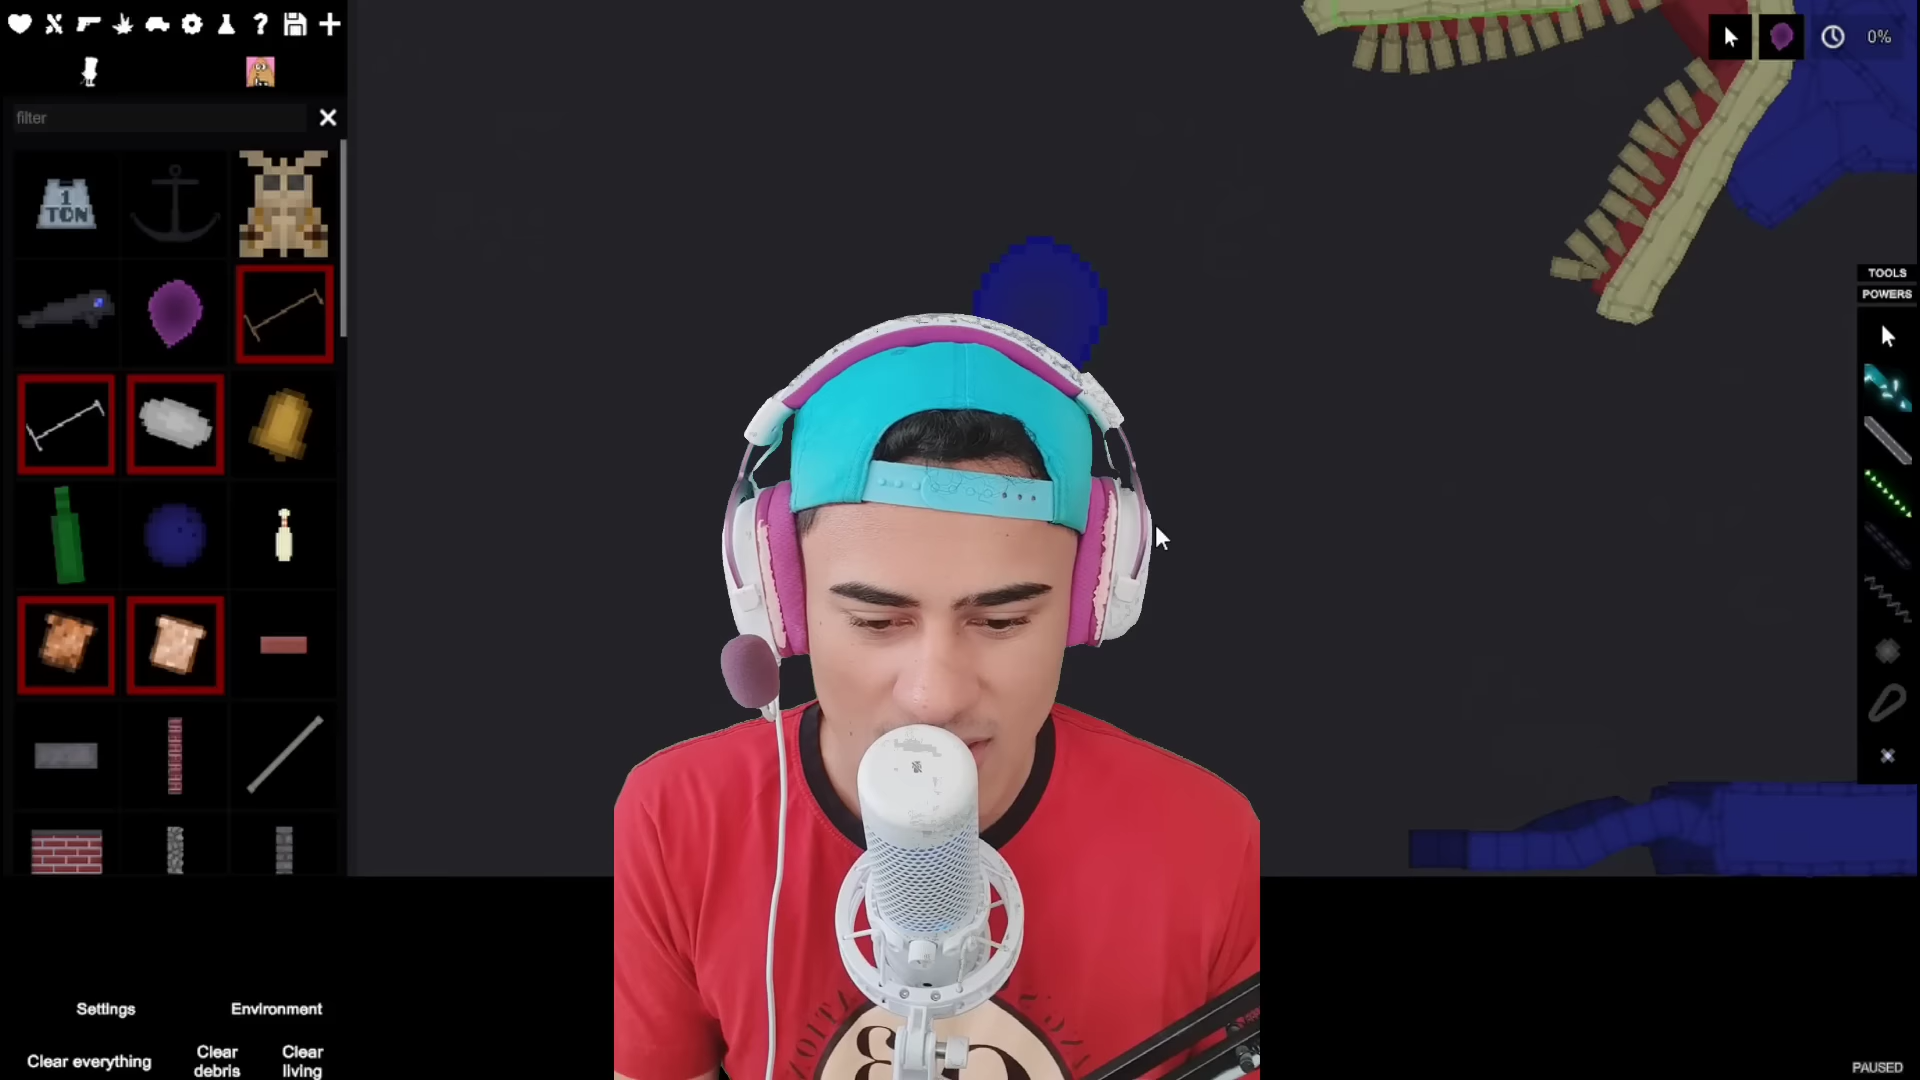 0%
filter
1
TON
TOOLS
POWERS
Settings
Environment
Clear everything
Clear
debris
Clear
living
PAUSED